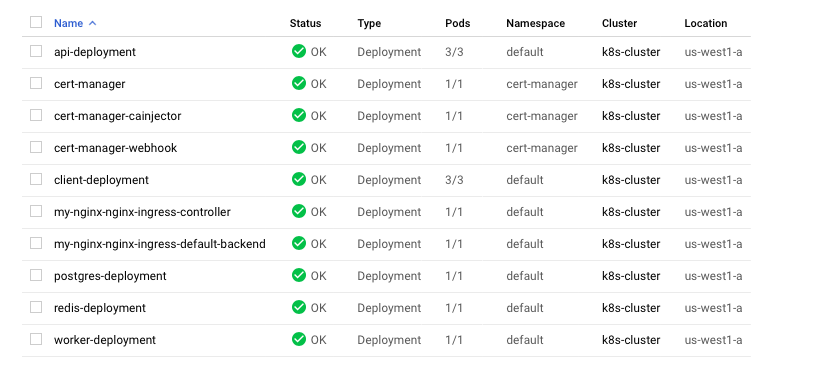 Name Status Type Pods Namespace Cluster Location
api-deployment OK Deployment 3/3 default k8s-cluster us-west1-a
cert-manager OK Deployment 1/1 cert-manager k8s-cluster us-west1-a
cert-manager-cainjector OK Deployment 1/1 cert-manager k8s-cluster us-west1-a
cert-manager-webhook OK Deployment 1/1 cert-manager k8s-cluster us-west1-a
client-deployment OK Deployment 3/3 default k8s-cluster us-west1-a
my-nginx-nginx-ingress-controller OK Deployment 1/1 default k8s-cluster us-west1-a
my-nginx-nginx-ingress-default-backend OK Deployment 1/1 default k8s-cluster us-west1-a
postgres-deployment OK Deployment 1/1 default k8s-cluster us-west1-a
redis-deployment OK Deployment 1/1 default k8s-cluster us-west1-a
worker-deployment OK Deployment 1/1 default k8s-cluster us-west1-a